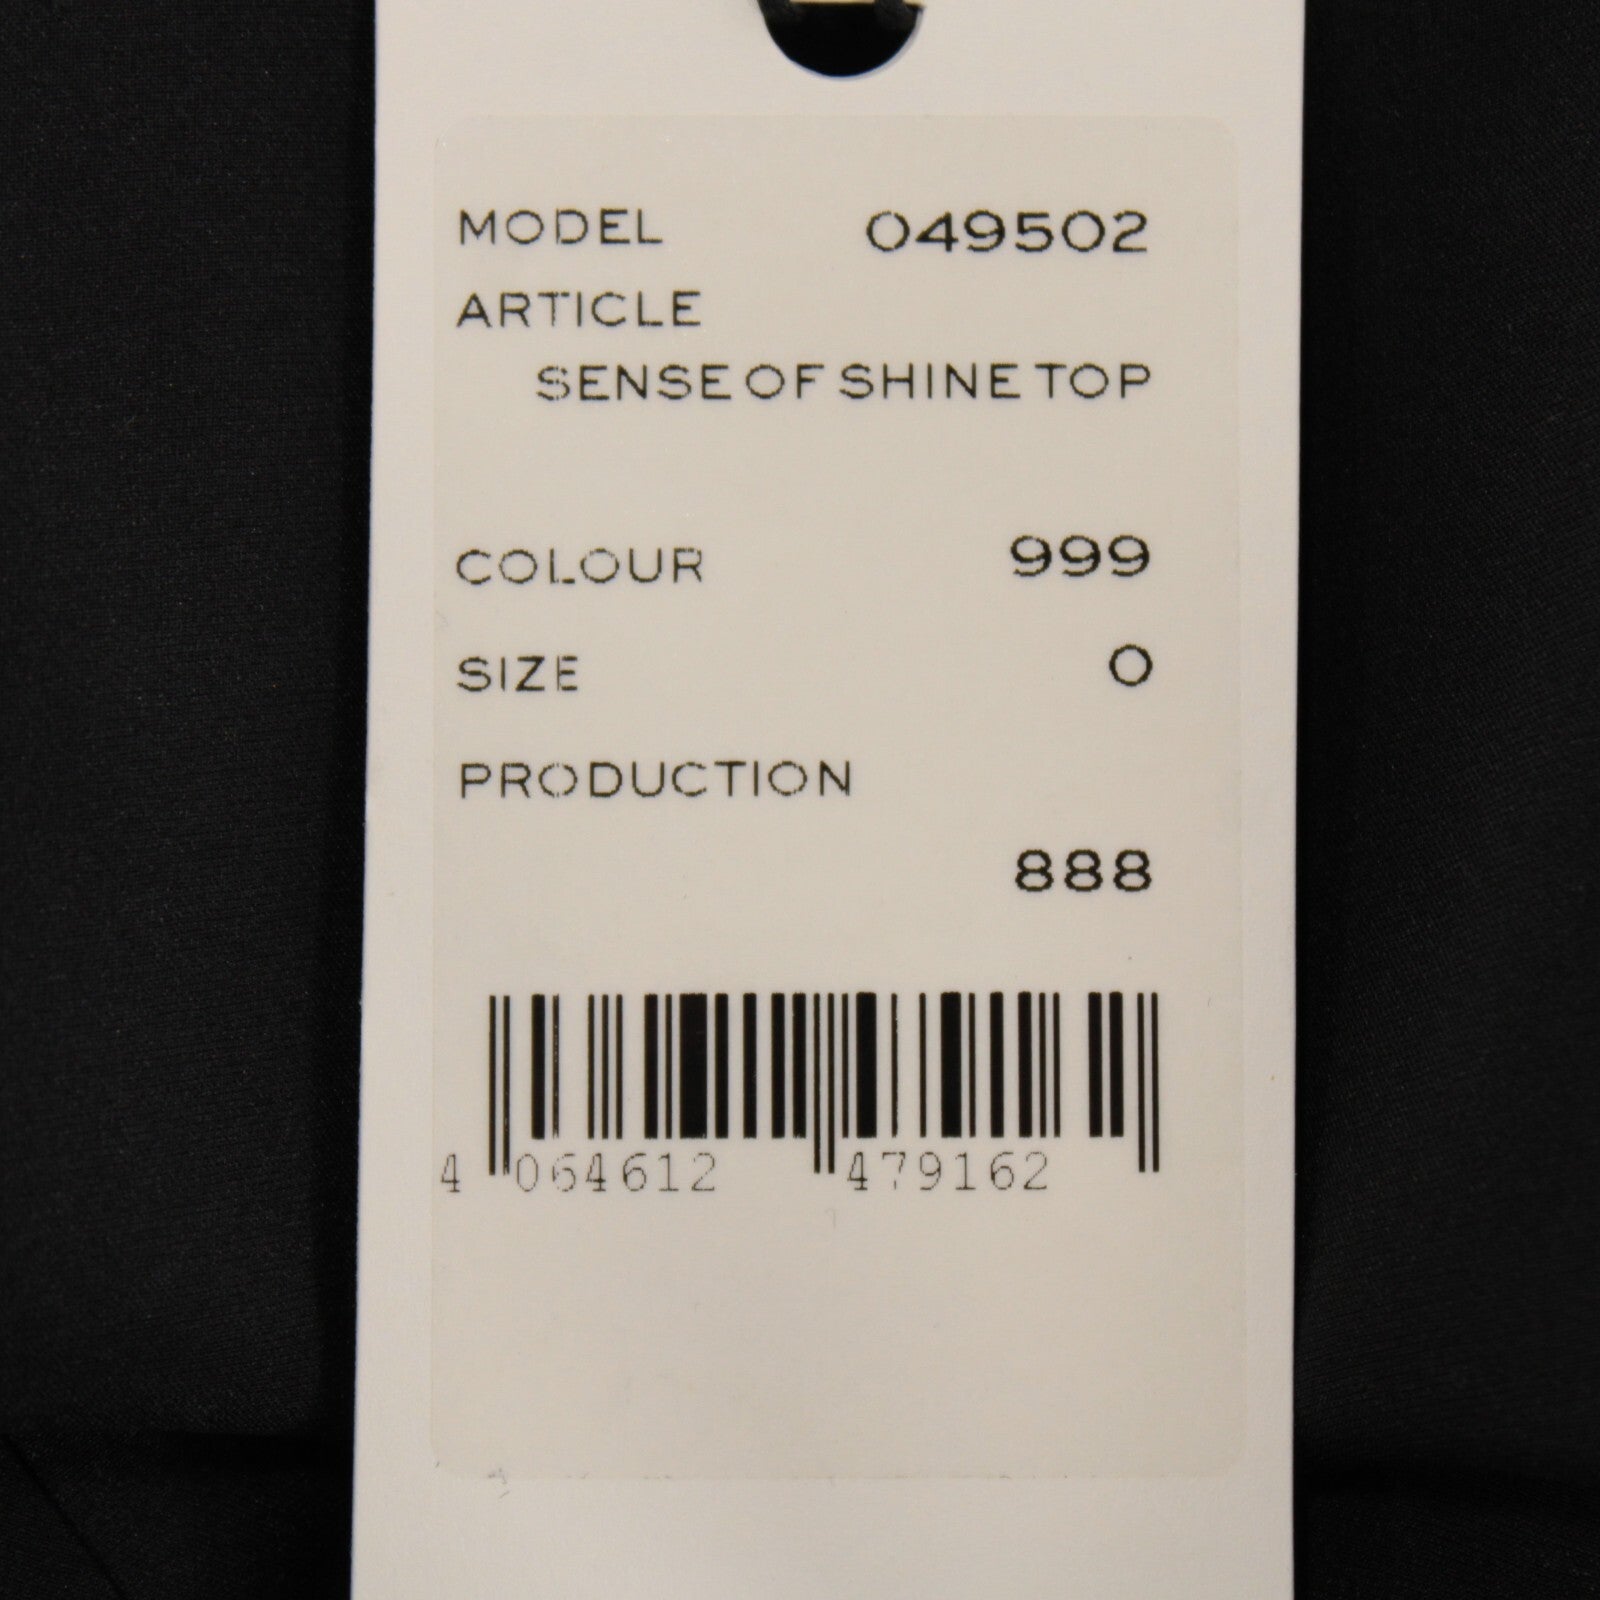 MODEL 049502
ARTICLE
SENSE OF SHINE TOP
COLOUR 999
SIZE 0
PRODUCTION
888
4 064612 479162